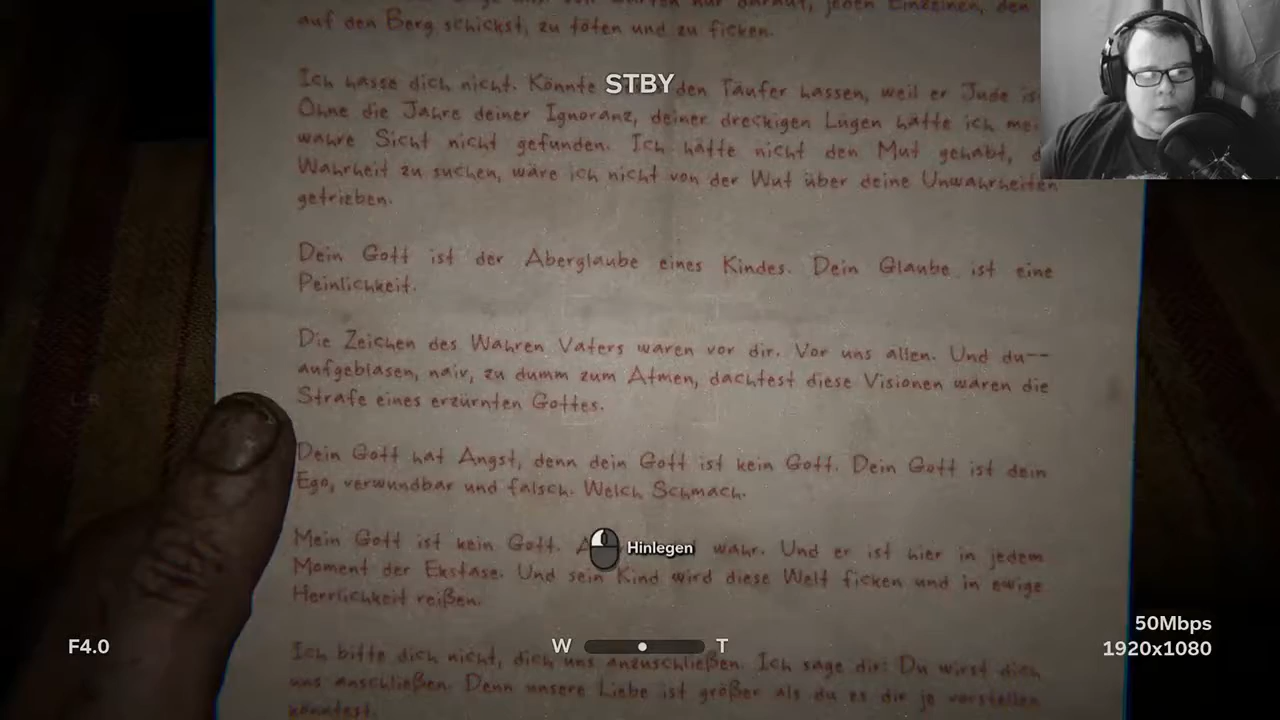 auf den Berg schickst, zu töten und zu ficken.
Ich hasse dich nicht. Könnte STBY den Täufer hassen, weil er Jude
Ohne die Jahre deiner Ignoranz, deiner dreckigen Lügen hätte ich
wahre Sicht nicht gefunden. Ich hätte nicht den Mut gehabt,
Wahrheit zu suchen, wäre ich nicht von der Wut über deine Unwahrheiten
getrieben.
Dein Gott ist der Aberglaube eines Kindes. Dein Glaube ist eine
Peinlichkeit.
Die Zeichen des Wahren Vaters waren vor dir. Vor uns allen. Und du--
aufgeblasen, naiv, zu dumm zum Atmen, dachtest diese Visionen wären die
Strafe eines erzürnten Gottes.
Dein Gott hat Angst, denn dein Gott ist kein Gott. Dein Gott ist dein
Ego, verwundbar und falsch. Welch Schmach.
Mein Gott ist kein Gott. wahr. Und er ist hier in jedem
Hinlegen
Moment der Ekstase. Und sein Kind wird diese Welt ficken und in ewige
Herrlichkeit reißen.
F4.0
W T
50Mbps
1920x1080
Ich bitte dich nicht, dich uns anzuschließen. Ich sage dir: Du wirst dich
uns anschließen. Denn unsere Liebe ist größer als du es dir je vorstellen
könntest.